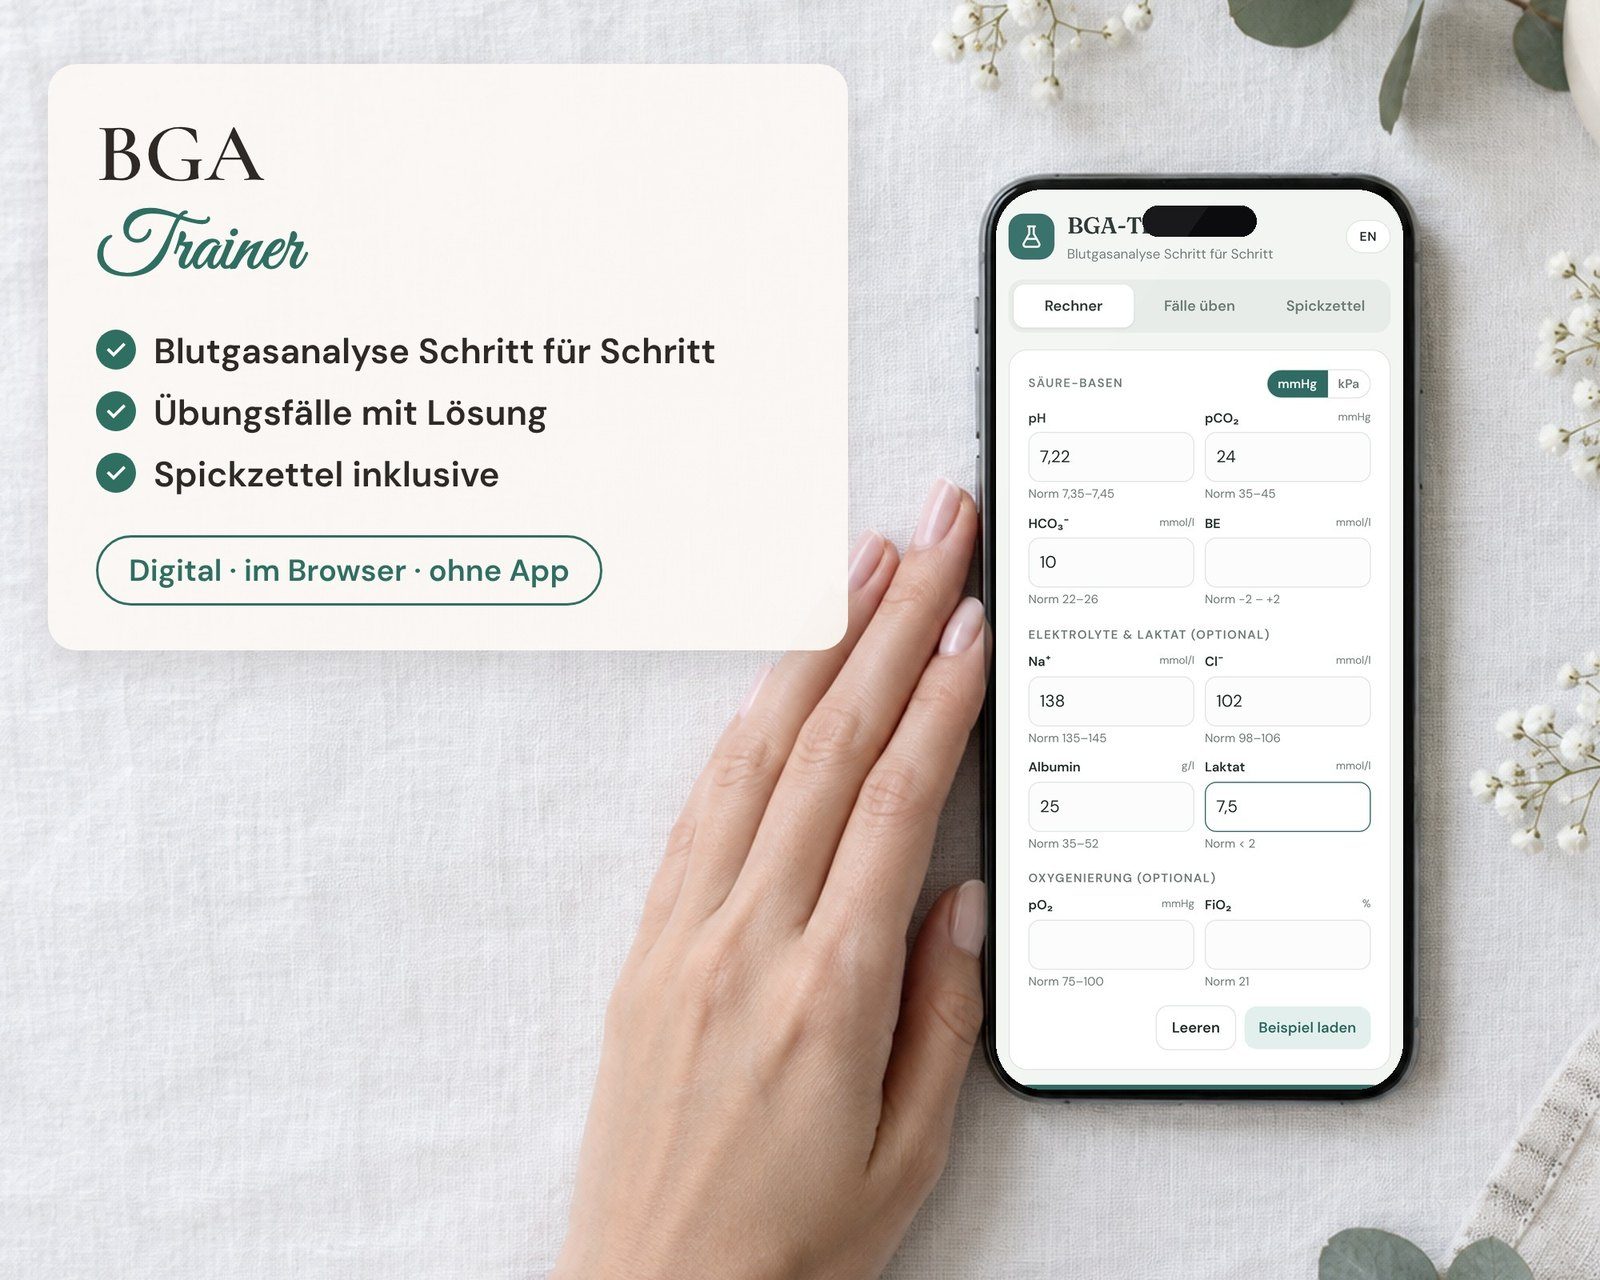 BGA
Trainer
Blutgasanalyse Schritt für Schritt
Übungsfälle mit Lösung
Spickzettel inklusive
Digital · im Browser · ohne App
BGA-T
Blutgasanalyse Schritt für Schritt
EN
Rechner Fälle üben Spickzettel
SÄURE-BASEN mmHg kPa
pH pCO₂ mmHg
7,22 24
Norm 7,35–7,45 Norm 35–45
HCO₃⁻ mmol/l BE mmol/l
10
Norm 22–26 Norm -2 – +2
ELEKTROLYTE & LAKTAT (OPTIONAL)
Na⁺ mmol/l Cl⁻ mmol/l
138 102
Norm 135–145 Norm 98–106
Albumin g/l Laktat mmol/l
25 7,5
Norm 35–52 Norm < 2
OXYGENIERUNG (OPTIONAL)
pO₂ mmHg FiO₂ %
Norm 75–100 Norm 21
Leeren Beispiel laden